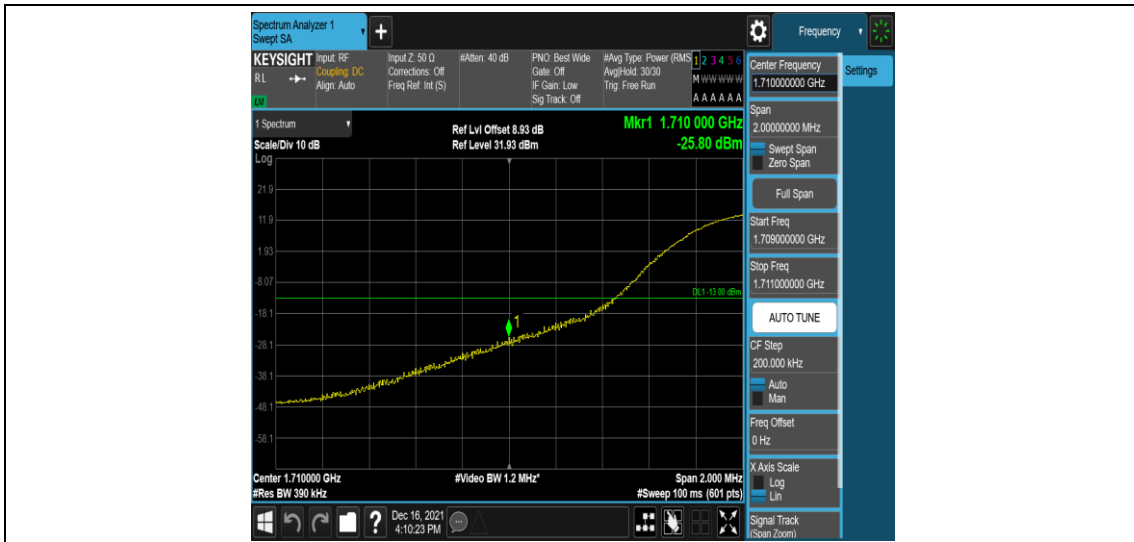 Spectrum Analyzer 1
Swept SA
+
Frequency
KEYSIGHT
RL
LXI
Input: RF
Coupling: DC
Align: Auto
Input Z: 50 Ω
Corrections: Off
Freq Ref: Int (S)
#Atten: 40 dB
PNO: Best Wide
Gate: Off
IF Gain: Low
Sig Track: Off
#Avg Type: Power (RMS
Avg|Hold: 30/30
Trig: Free Run
1 2 3 4 5 6
M W W W W W
A A A A A A
1 Spectrum
Scale/Div 10 dB
Log
Ref Lvl Offset 8.93 dB
Ref Level 31.93 dBm
Mkr1 1.710 000 GHz
-25.80 dBm
21.9
11.9
1.93
-8.07
-18.1
-28.1
-38.1
-48.1
-58.1
DL1 -13.00 dBm
1
Center 1.710000 GHz
#Res BW 390 kHz
#Video BW 1.2 MHz*
Span 2.000 MHz
#Sweep 100 ms (601 pts)
?
Dec 16, 2021
4:10:23 PM
Center Frequency
1.710000000 GHz
Settings
Span
2.00000000 MHz
Swept Span
Zero Span
Full Span
Start Freq
1.709000000 GHz
Stop Freq
1.711000000 GHz
AUTO TUNE
CF Step
200.000 kHz
Auto
Man
Freq Offset
0 Hz
X Axis Scale
Log
Lin
Signal Track
(Span Zoom)